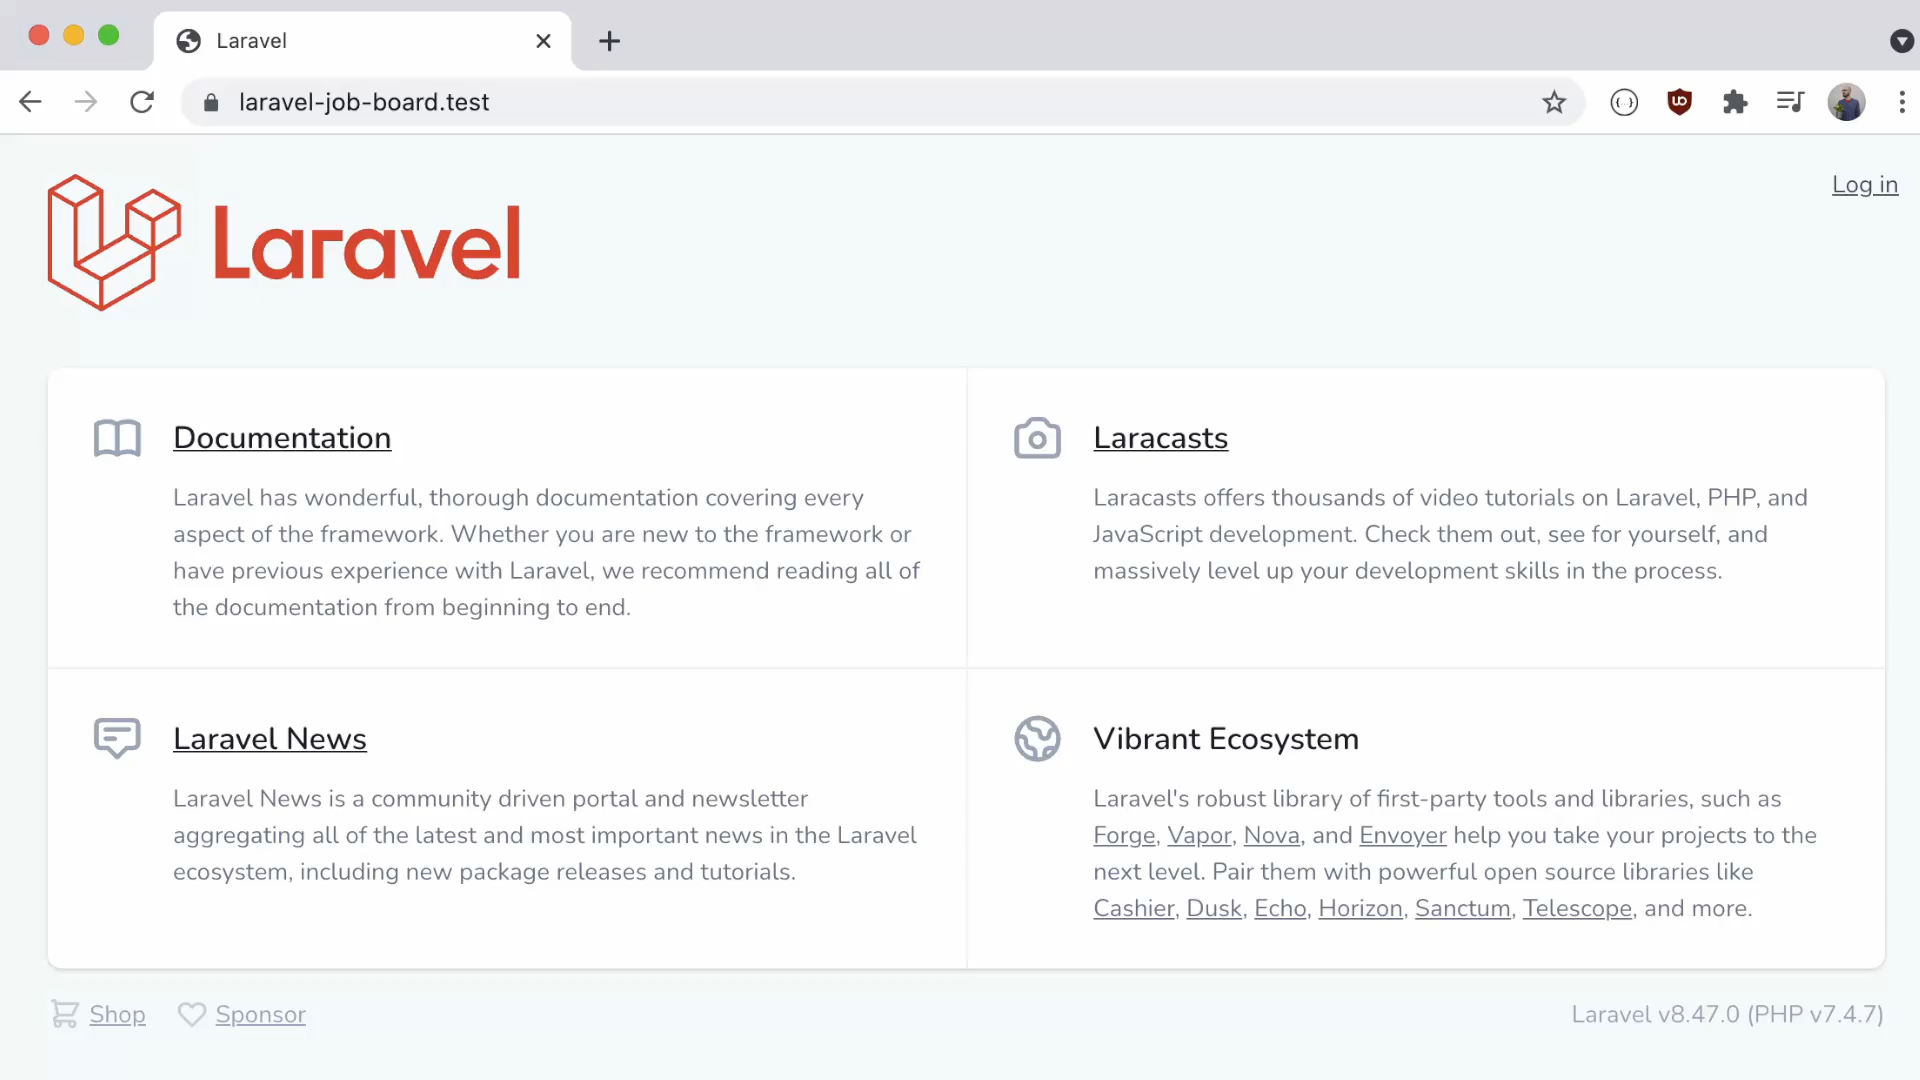 Laravel
laravel-job-board.test
Log in
Laravel
Documentation
Laravel has wonderful, thorough documentation covering every
aspect of the framework. Whether you are new to the framework or
have previous experience with Laravel, we recommend reading all of
the documentation from beginning to end.
Laracasts
Laracasts offers thousands of video tutorials on Laravel, PHP, and
JavaScript development. Check them out, see for yourself, and
massively level up your development skills in the process.
Laravel News
Laravel News is a community driven portal and newsletter
aggregating all of the latest and most important news in the Laravel
ecosystem, including new package releases and tutorials.
Vibrant Ecosystem
Laravel's robust library of first-party tools and libraries, such as
Forge, Vapor, Nova, and Envoyer help you take your projects to the
next level. Pair them with powerful open source libraries like
Cashier, Dusk, Echo, Horizon, Sanctum, Telescope, and more.
Shop
Sponsor
Laravel v8.47.0 (PHP v7.4.7)